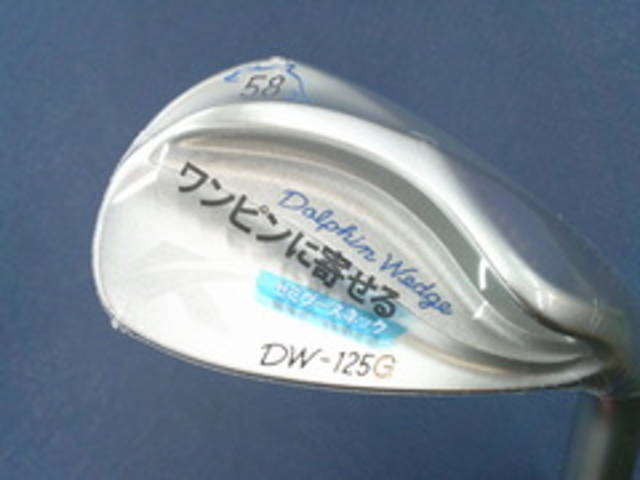 58
Dolphin Wedge
ワンピンに寄せる
セミグースネック
DW-125G